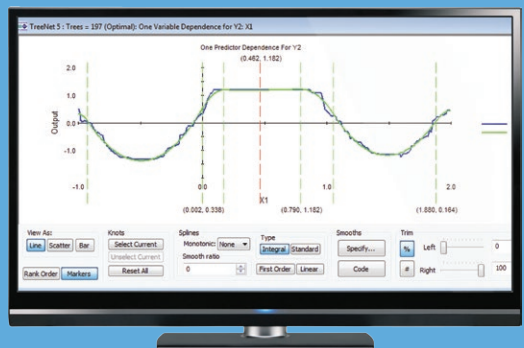 TreeNet 5 : Trees = 197 (Optimal): One Variable Dependence for Y2: X1
One Predictor Dependence For Y2
(0.462, 1.182)
2.0
1.0
0.0
-1.0
Output
-1.0 0.0 1.0 2.0
X1
(0.002, 0.338) (0.790, 1.182) (1.880, 0.164)
View As: Knots Splines Type Smooths Trim
Line Scatter Bar Select Current Monotonic: None Integral Standard Specify... % Left 0
Unselect Current Smooth ratio
Rank Order Markers Reset All 0 First Order Linear Code # Right 100